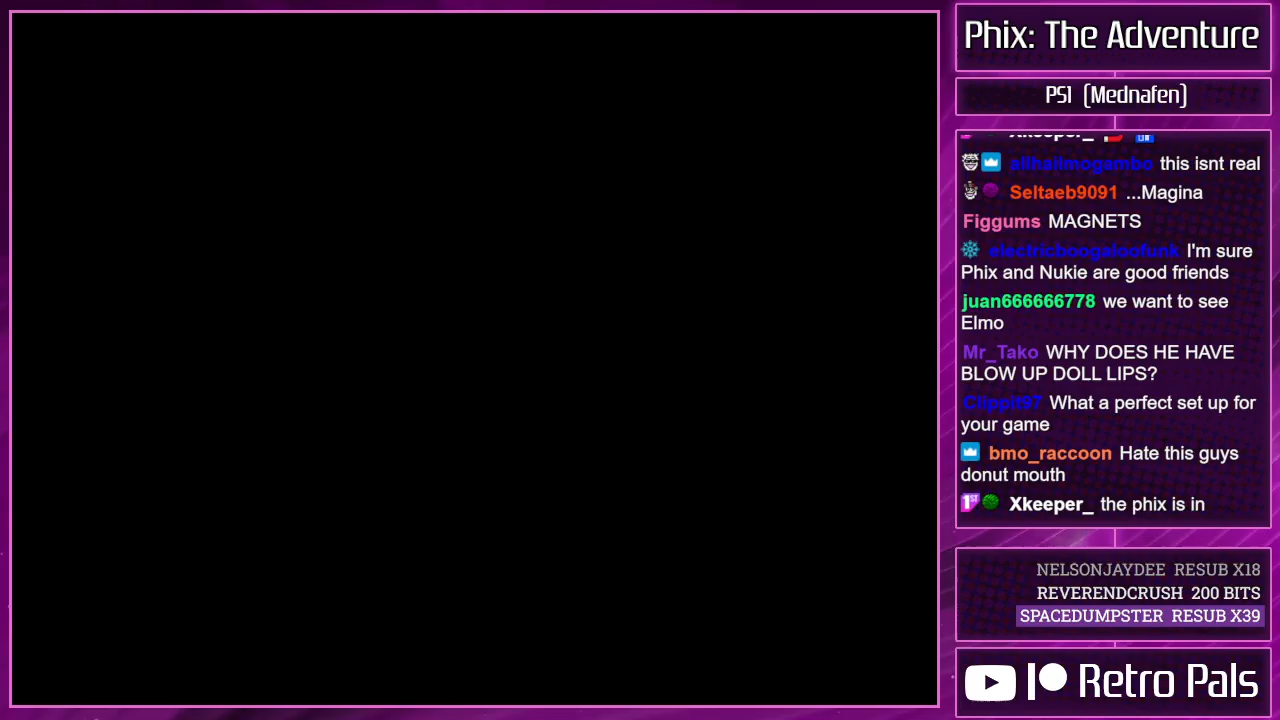 Phix: The Adventure
PS1 (Mednafen)
Xkeeper_
allhailmogambo this isnt real
Seltaeb9091 ...Magina
Figgums MAGNETS
electricboogaloofunk I'm sure
Phix and Nukie are good friends
juan666666778 we want to see
Elmo
Mr_Tako WHY DOES HE HAVE
BLOW UP DOLL LIPS?
Clippit97 What a perfect set up for
your game
bmo_raccoon Hate this guys
donut mouth
1ST Xkeeper_ the phix is in
NELSONJAYDEE RESUB X18
REVERENDCRUSH 200 BITS
SPACEDUMPSTER RESUB X39
Retro Pals